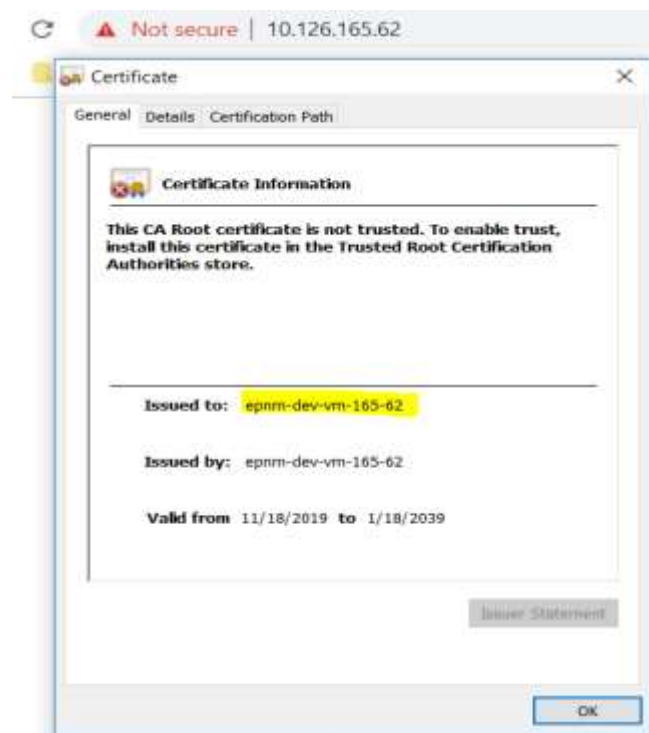 Not secure | 10.126.165.62
Certificate
General Details Certification Path
Certificate Information
This CA Root certificate is not trusted. To enable trust,
install this certificate in the Trusted Root Certification
Authorities store.
Issued to: epnm-dev-vm-165-62
Issued by: epnm-dev-vm-165-62
Valid from 11/18/2019 to 1/18/2039
Issuer Statement
OK